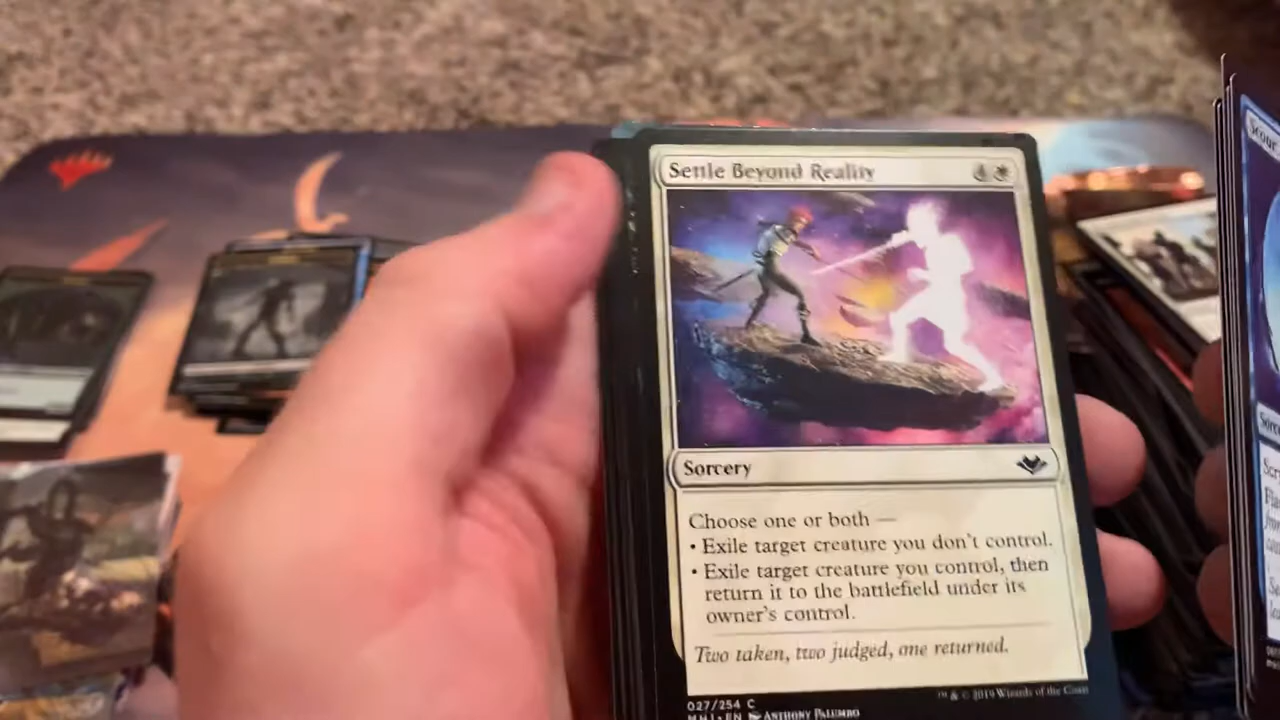 Settle Beyond Reality 4
Sorcery
Choose one or both —
• Exile target creature you don't control.
• Exile target creature you control, then
return it to the battlefield under its
owner's control.
Two taken, two judged, one returned.
027/254 C
MH1 • EN ANTHONY PALUMBO
™ & © 2019 Wizards of the Coast
Scour